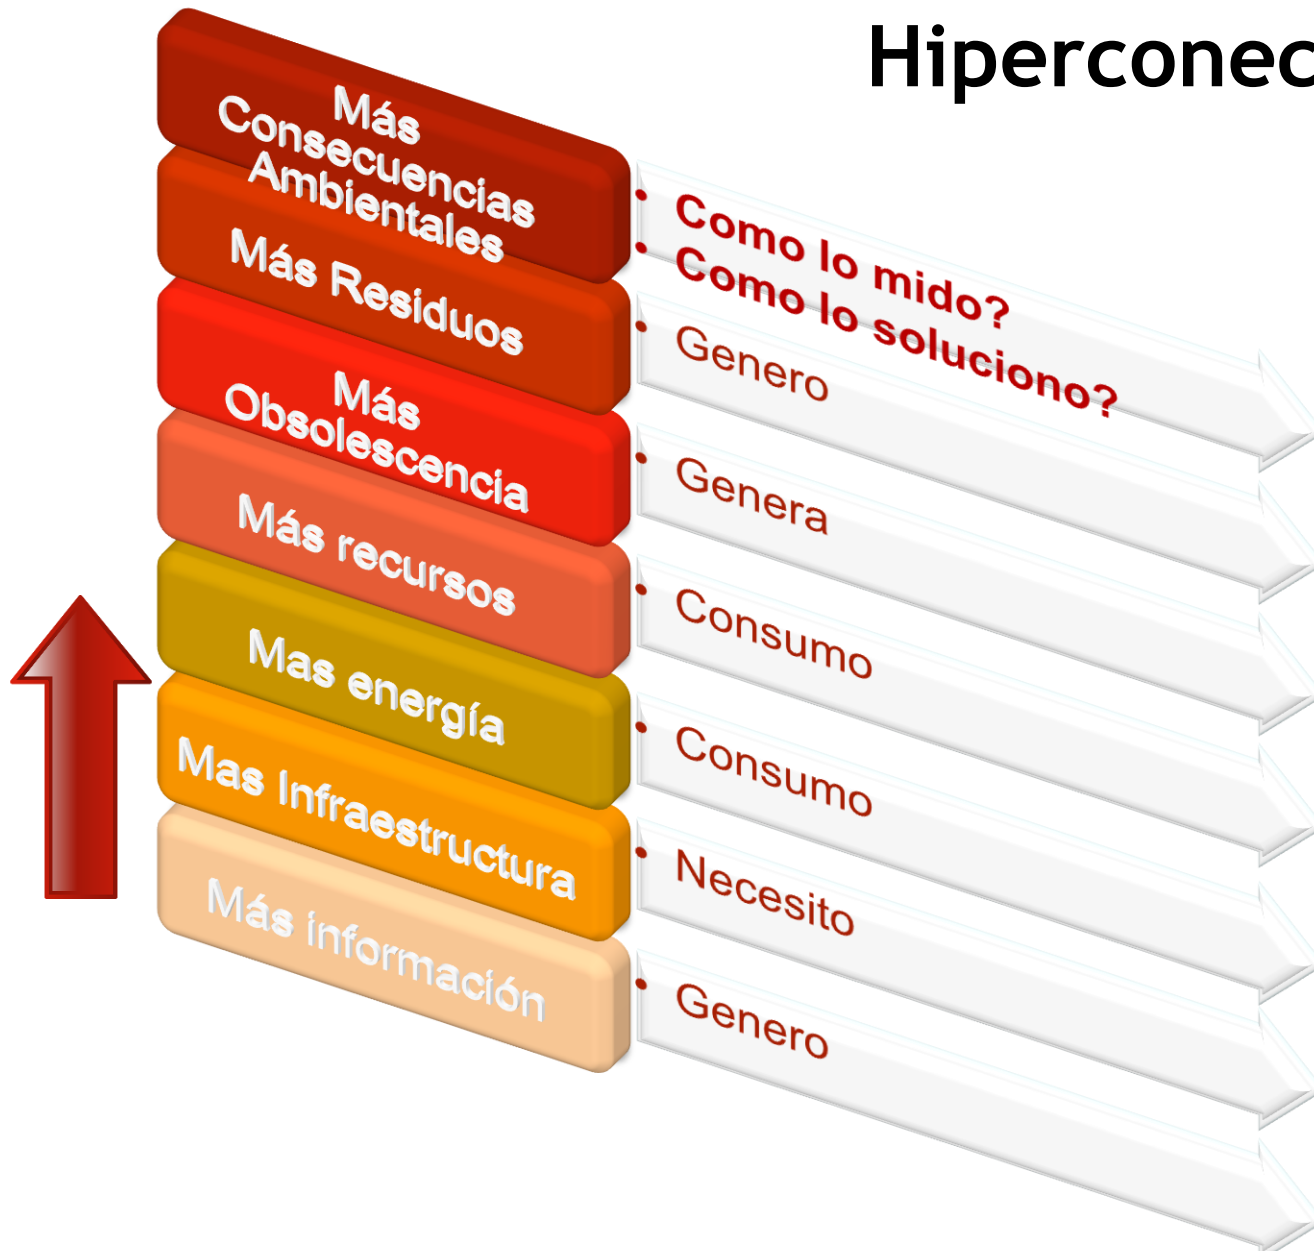 Hiperconec
Más
Consecuencias
Ambientales
• Como lo mido?
• Como lo soluciono?
Más Residuos
• Genero
Más
Obsolescencia
• Genera
Más recursos
• Consumo
Mas energía
• Consumo
Mas Infraestructura
• Necesito
Más información
• Genero